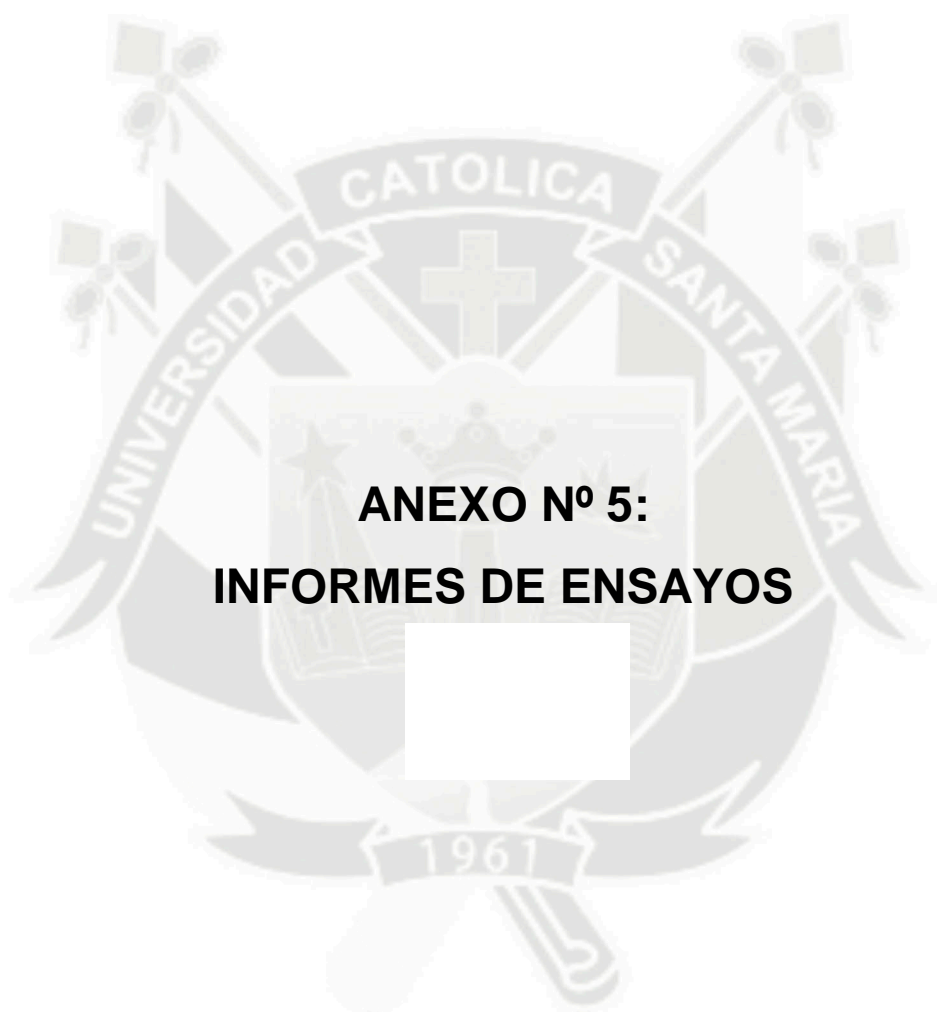 CATOLICA
UNIVERSIDAD
SANTA MARIA
ANEXO Nº 5:
INFORMES DE ENSAYOS
1961